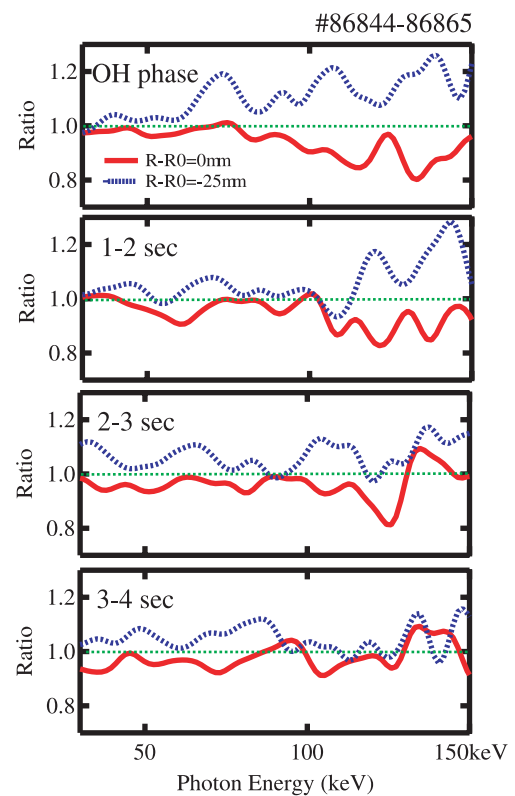 #86844-86865
1.2
OH phase
Ratio
1.0
R-R0=0mm
R-R0=-25mm
0.8
1-2 sec
1.2
Ratio
1.0
0.8
2-3 sec
1.2
Ratio
1.0
0.8
3-4 sec
1.2
Ratio
1.0
0.8
50 100 150keV
Photon Energy (keV)